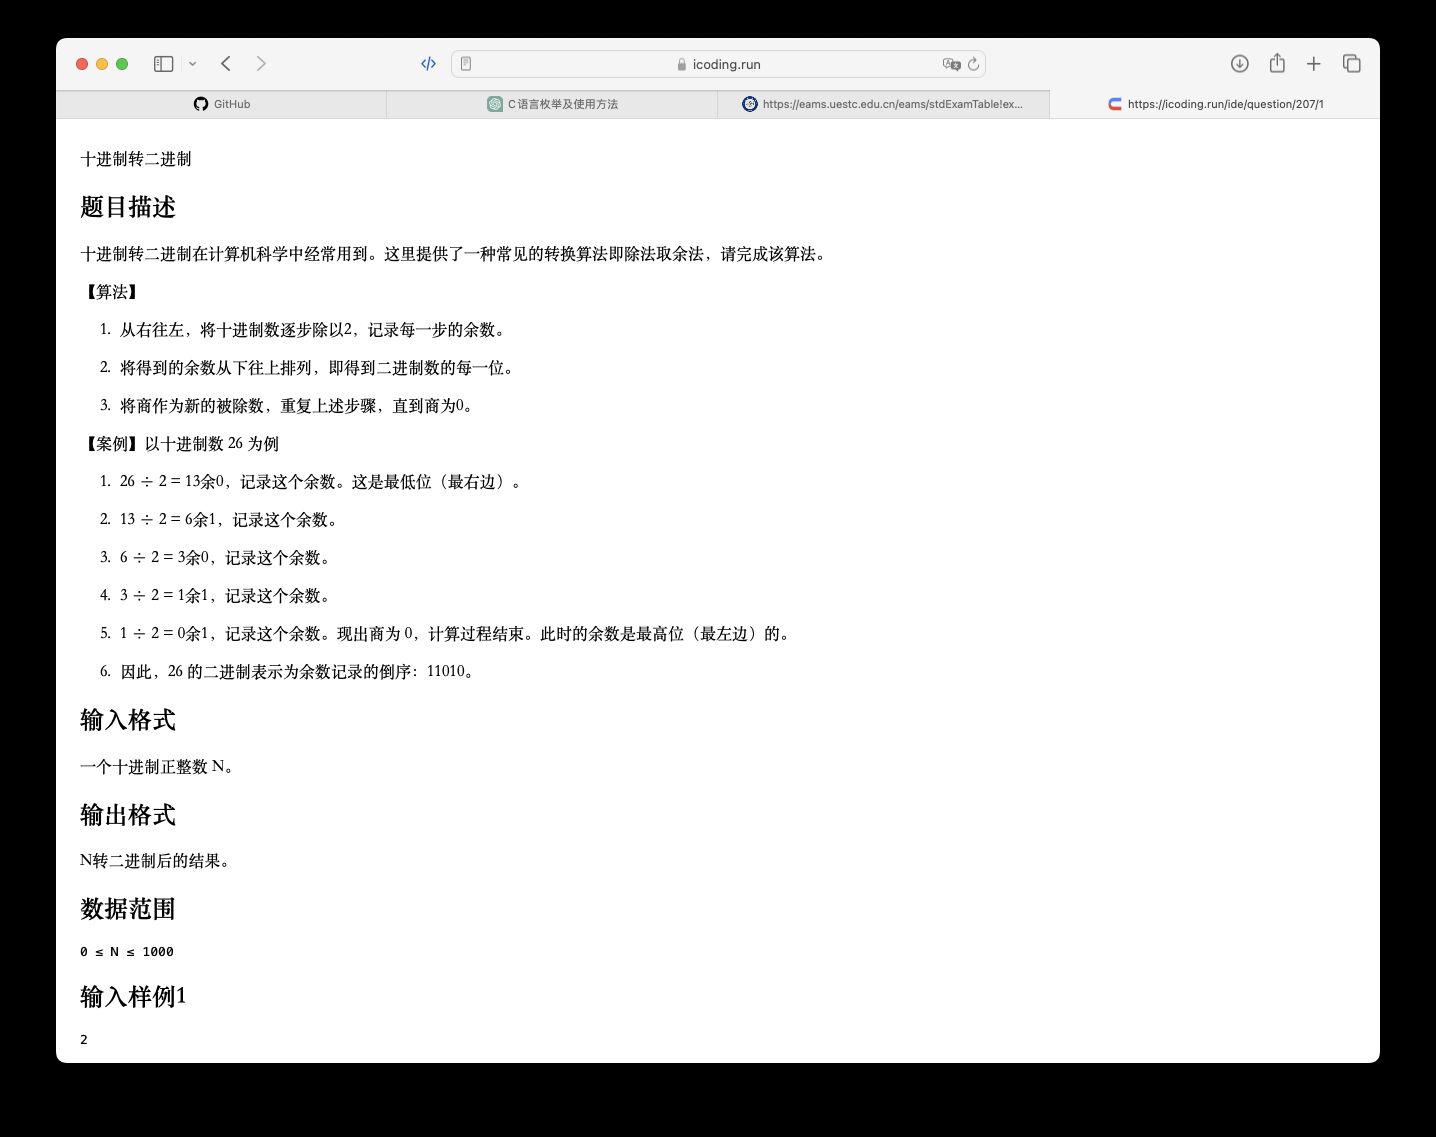 icoding.run
GitHub
C语言枚举及使用方法
https://eams.uestc.edu.cn/eams/stdExamTable!ex...
https://icoding.run/ide/question/207/1
十进制转二进制
题目描述
十进制转二进制在计算机科学中经常用到。这里提供了一种常见的转换算法即除法取余法，请完成该算法。
【算法】
1. 从右往左，将十进制数逐步除以2，记录每一步的余数。
2. 将得到的余数从下往上排列，即得到二进制数的每一位。
3. 将商作为新的被除数，重复上述步骤，直到商为0。
【案例】以十进制数 26 为例
1. 26 ÷ 2 = 13余0，记录这个余数。这是最低位（最右边）。
2. 13 ÷ 2 = 6余1，记录这个余数。
3. 6 ÷ 2 = 3余0，记录这个余数。
4. 3 ÷ 2 = 1余1，记录这个余数。
5. 1 ÷ 2 = 0余1，记录这个余数。现出商为 0，计算过程结束。此时的余数是最高位（最左边）的。
6. 因此，26 的二进制表示为余数记录的倒序：11010。
输入格式
一个十进制正整数 N。
输出格式
N转二进制后的结果。
数据范围
0 ≤ N ≤ 1000
输入样例1
2